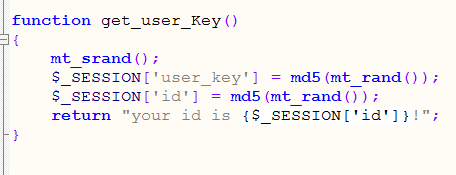 function get_user_Key()
{
mt_srand();
$_SESSION['user_key'] = md5(mt_rand());
$_SESSION['id'] = md5(mt_rand());
return "your id is {$_SESSION['id']}!";
}